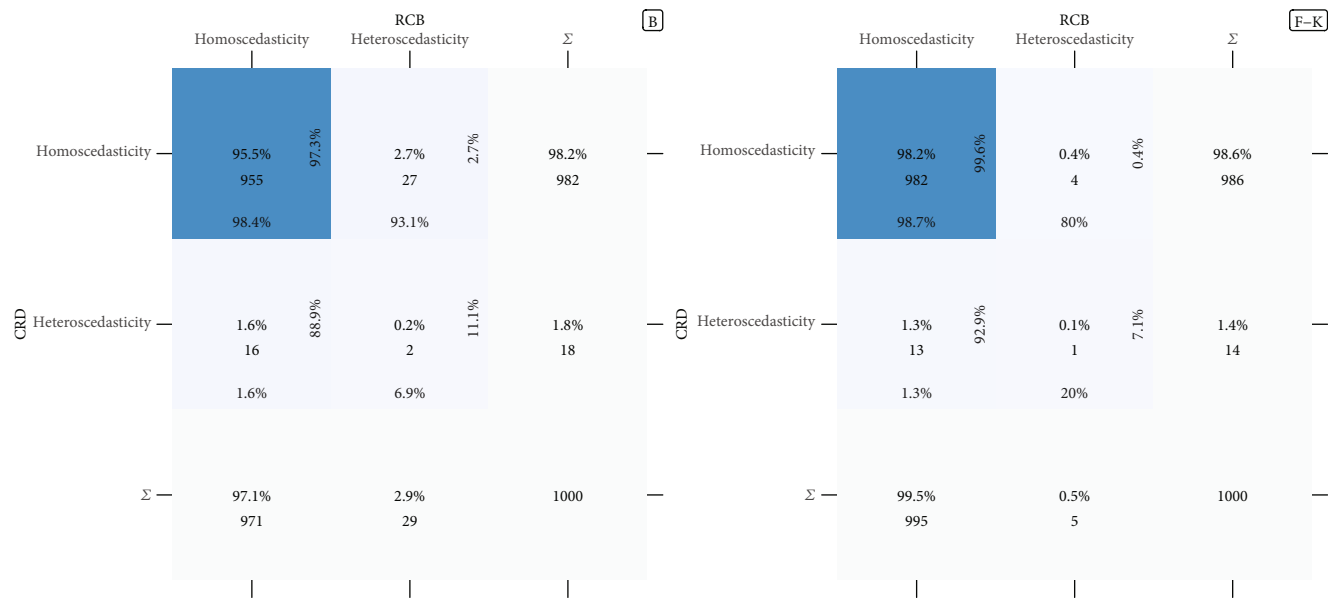 RCB
B
Homoscedasticity
Heteroscedasticity
Σ
Homoscedasticity
95.5%
97.3%
2.7%
2.7%
98.2%
955
27
982
98.4%
93.1%
CRD
Heteroscedasticity
1.6%
88.9%
0.2%
11.1%
1.8%
16
2
18
1.6%
6.9%
Σ
97.1%
2.9%
1000
971
29
RCB
F–K
Homoscedasticity
Heteroscedasticity
Σ
Homoscedasticity
98.2%
99.6%
0.4%
0.4%
98.6%
982
4
986
98.7%
80%
CRD
Heteroscedasticity
1.3%
92.9%
0.1%
7.1%
1.4%
13
1
14
1.3%
20%
Σ
99.5%
0.5%
1000
995
5